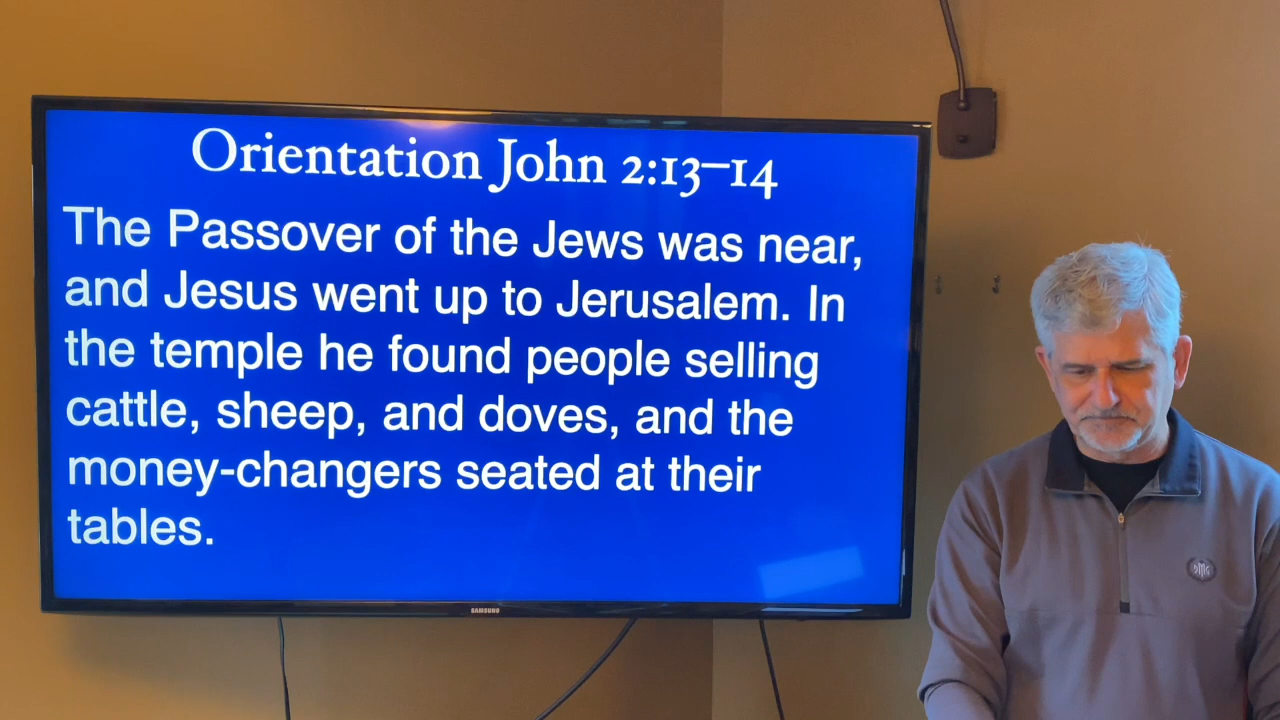 Orientation John 2:13–14
The Passover of the Jews was near,
and Jesus went up to Jerusalem. In
the temple he found people selling
cattle, sheep, and doves, and the
money-changers seated at their
tables.
SAMSUNG